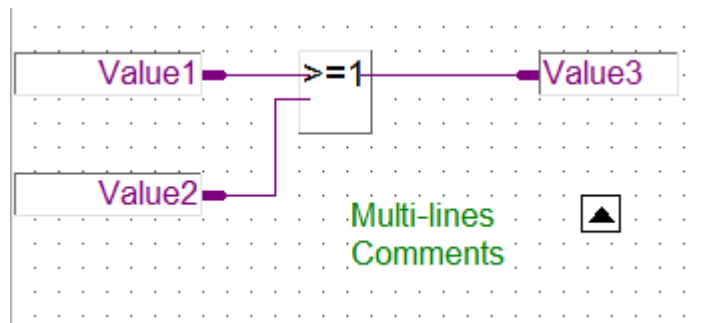 Value1
>=1
Value3
Value2
Multi-lines
Comments